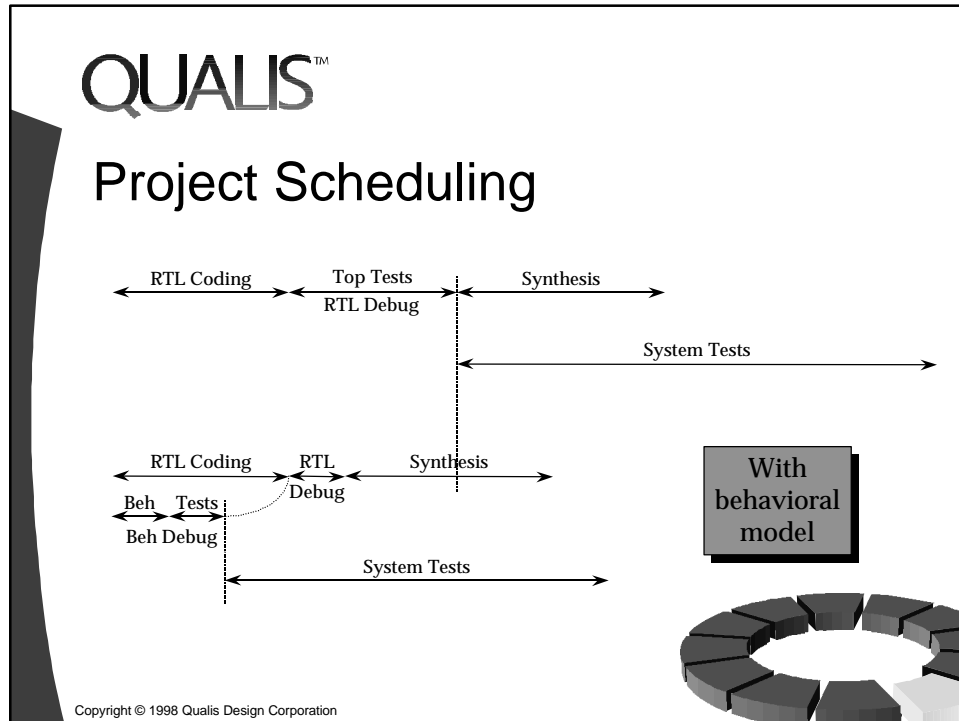 QUALIS™
Project Scheduling
RTL Coding
Top Tests
Synthesis
RTL Debug
System Tests
RTL Coding
RTL
Synthesis
Debug
Beh
Tests
Beh Debug
System Tests
With
behavioral
model
Copyright © 1998 Qualis Design Corporation